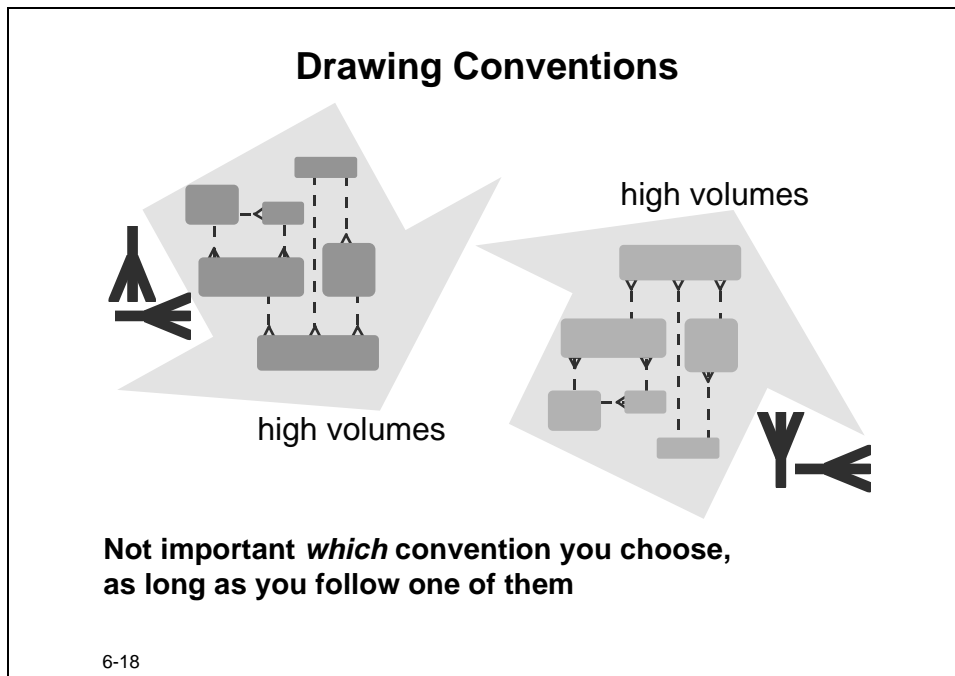 Drawing Conventions
high volumes
high volumes
Not important which convention you choose,
as long as you follow one of them
6-18